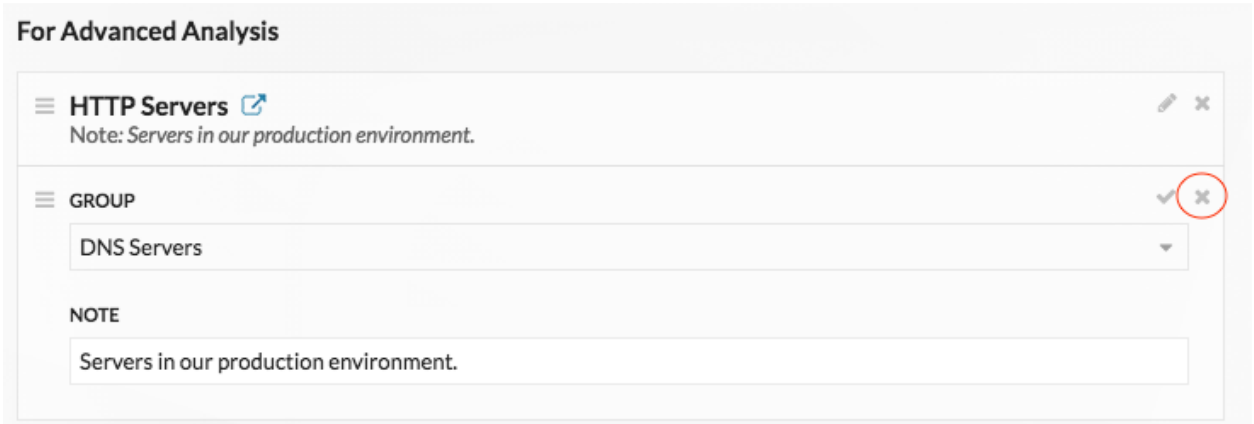 For Advanced Analysis
HTTP Servers
Note: Servers in our production environment.
GROUP
DNS Servers
NOTE
Servers in our production environment.